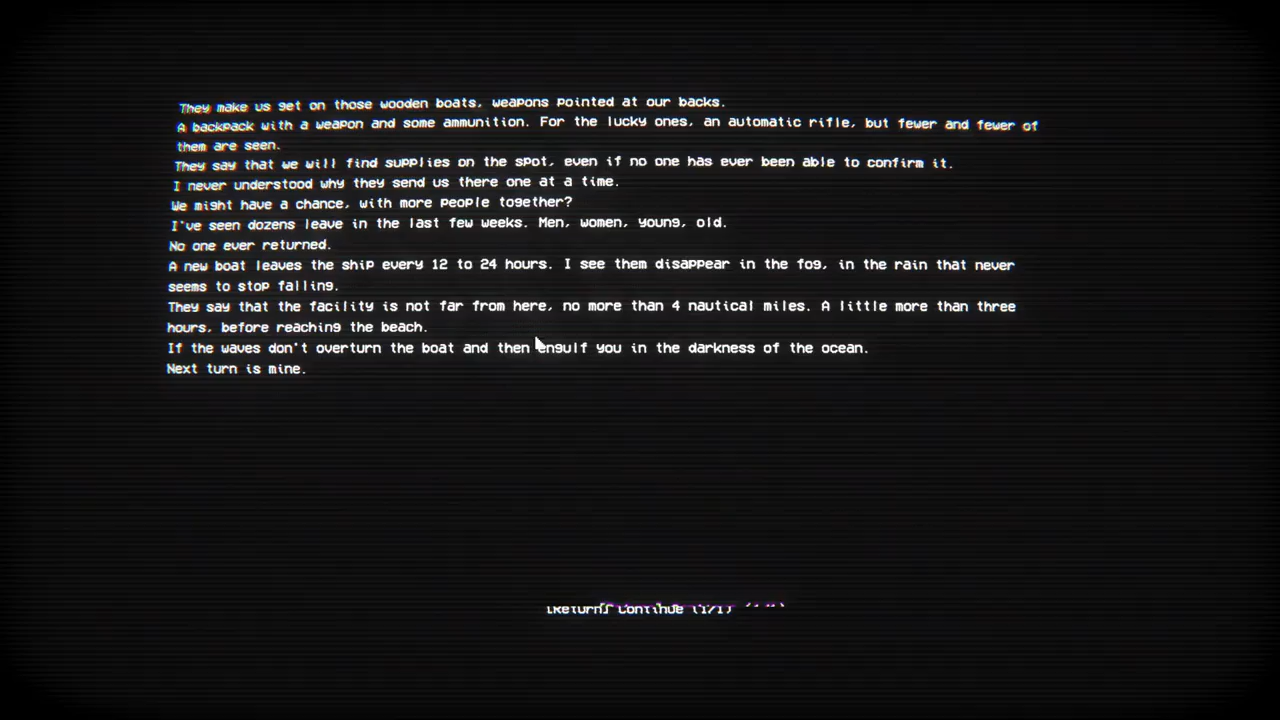 They make us get on those wooden boats, weapons pointed at our backs.
A backpack with a weapon and some ammunition. For the lucky ones, an automatic rifle, but fewer and fewer of
them are seen.
They say that we will find supplies on the spot, even if no one has ever been able to confirm it.
I never understood why they send us there one at a time.
We might have a chance, with more people together?
I've seen dozens leave in the last few weeks. Men, women, young, old.
No one ever returned.
A new boat leaves the ship every 12 to 24 hours. I see them disappear in the fog, in the rain that never
seems to stop falling.
They say that the facility is not far from here, no more than 4 nautical miles. A little more than three
hours, before reaching the beach.
If the waves don't overturn the boat and then engulf you in the darkness of the ocean.
Next turn is mine.
[Return] Continue (1/1)